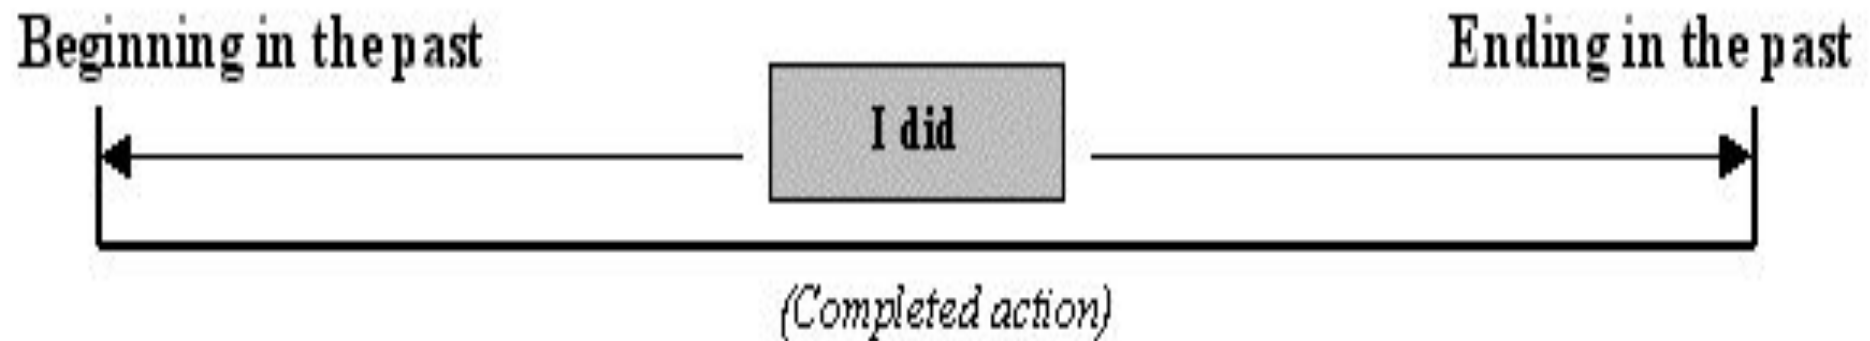 Beginning in the past
Ending in the past
I did
(Completed action)